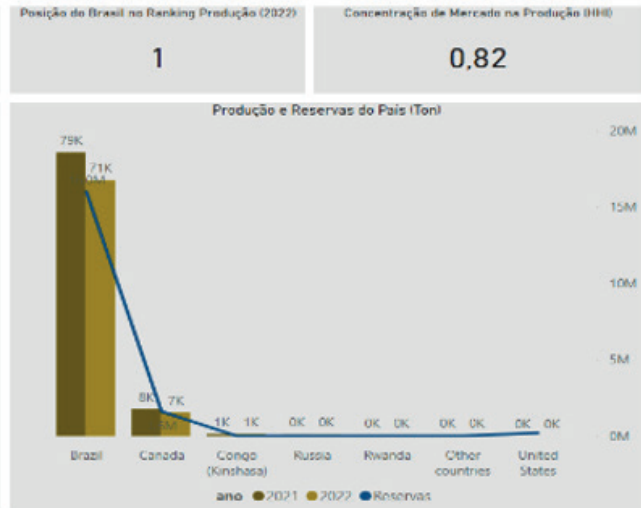 Posição do Brasil no Ranking Produção (2022)
1
Concentração de Mercado na Produção (HHI)
0,82
Produção e Reservas do País (Ton)
79K
71K
8K
7K
1K
1K
0K
0K
0K
0K
0K
0K
0K
0K
20M
15M
10M
5M
0M
Brazil
Canada
Congo
(Kinshasa)
Russia
Rwanda
Other
countries
United
States
ano 2021 2022 Reservas